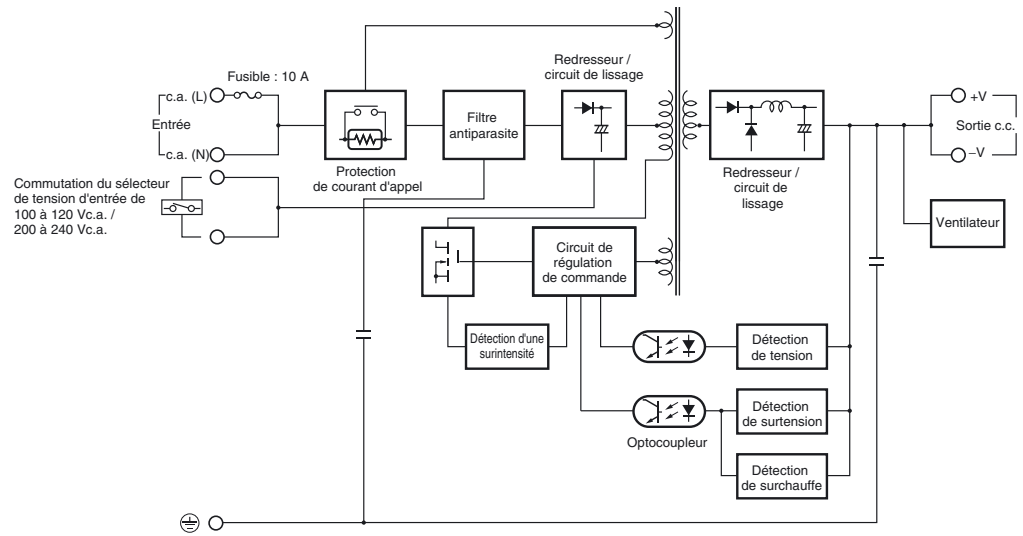 Fusible : 10 A
c.a. (L)
Entrée
c.a. (N)
Commutation du sélecteur
de tension d'entrée de
100 à 120 Vc.a. /
200 à 240 Vc.a.
Protection
de courant d'appel
Filtre
antiparasite
Redresseur /
circuit de lissage
Redresseur /
circuit de
lissage
+V
Sortie c.c.
–V
Ventilateur
Circuit de
régulation
de commande
Détection d'une
surintensité
Détection
de tension
Détection
de surtension
Optocoupleur
Détection
de surchauffe